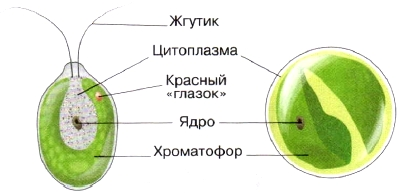 Жгутик
Цитоплазма
Красный
«глазок»
Ядро
Хроматофор